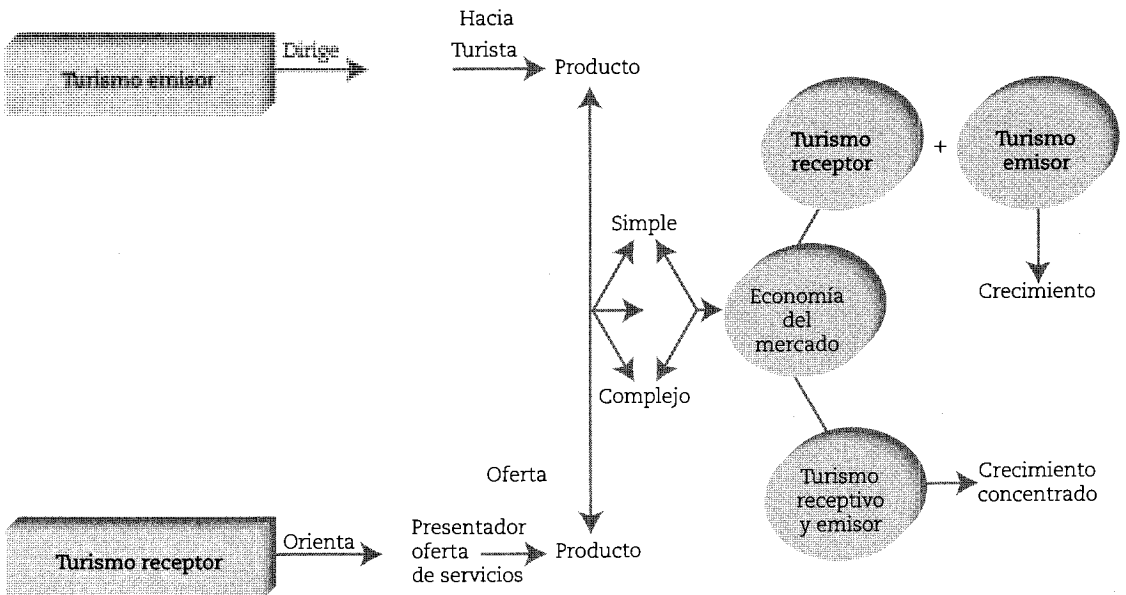 Turismo emisor
Dirige
Hacia
Turista
Producto
Turismo
receptor
+
Turismo
emisor
Crecimiento
Simple
Economía
del
mercado
Complejo
Turismo
receptivo
y emisor
Crecimiento
concentrado
Oferta
Turismo receptor
Orienta
Presentador
oferta
de servicios
Producto